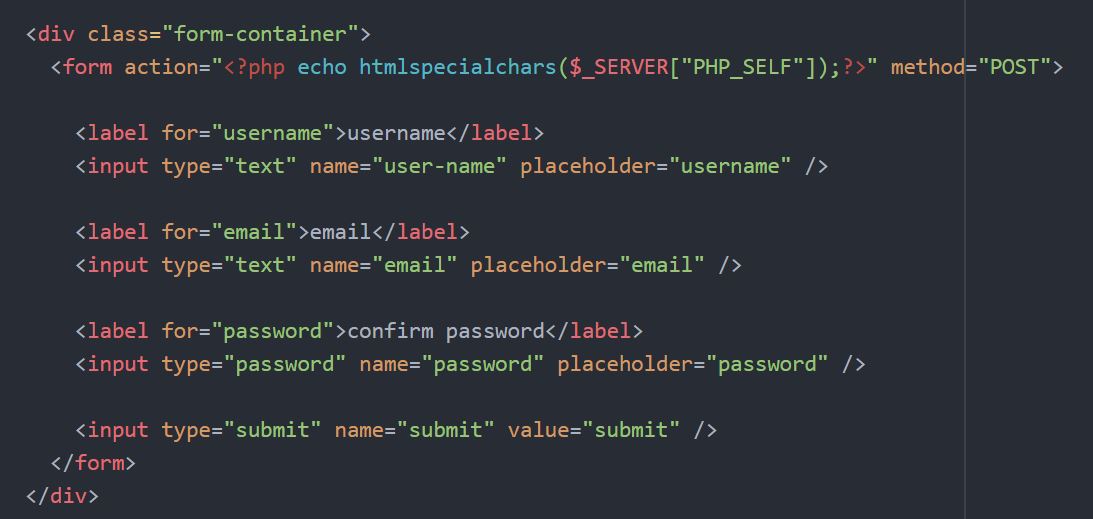 <div class="form-container">
<form action="<?php echo htmlspecialchars($_SERVER["PHP_SELF"]);?>" method="POST">
<label for="username">username</label>
<input type="text" name="user-name" placeholder="username" />
<label for="email">email</label>
<input type="text" name="email" placeholder="email" />
<label for="password">confirm password</label>
<input type="password" name="password" placeholder="password" />
<input type="submit" name="submit" value="submit" />
</form>
</div>